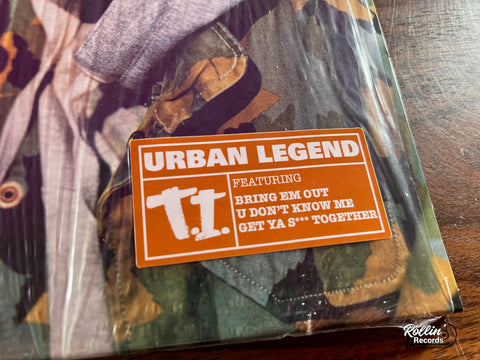 URBAN LEGEND
T.I.
FEATURING
BRING EM OUT
U DON'T KNOW ME
GET YA S*** TOGETHER
Rollin'
Records